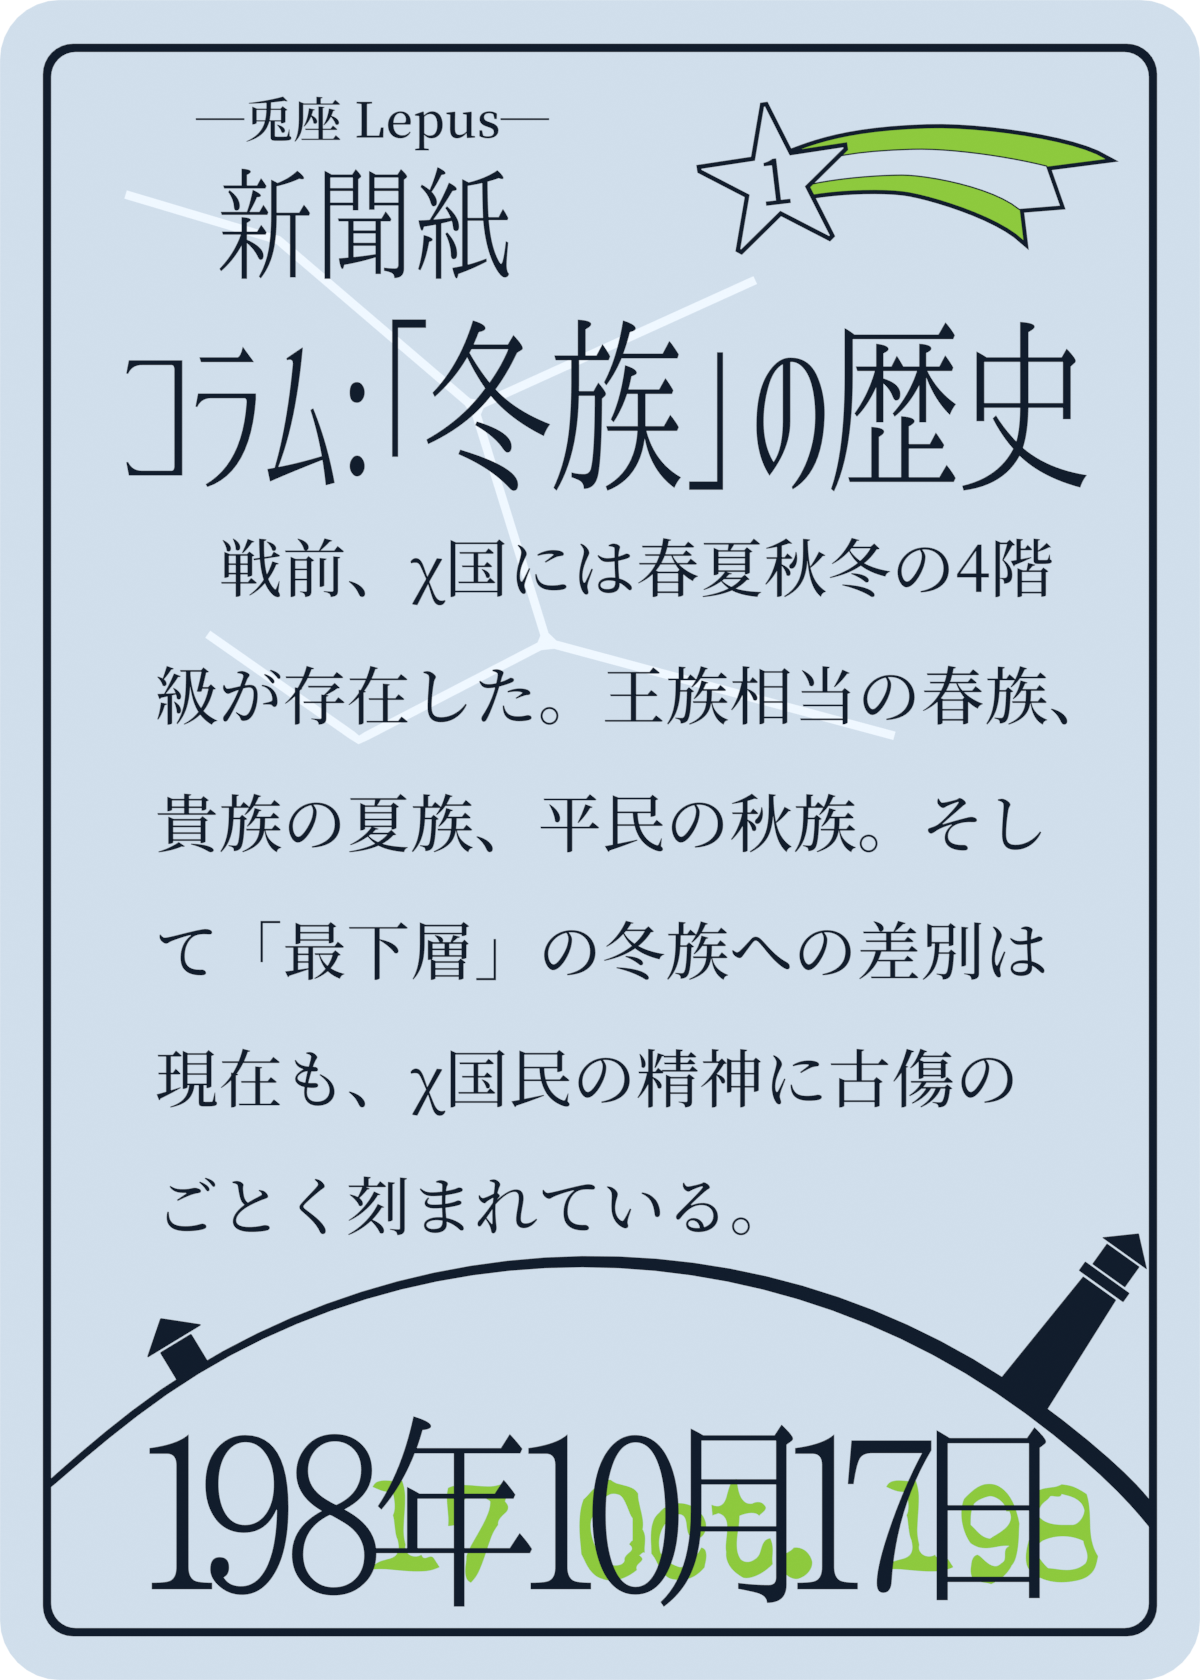 —兎座 Lepus—
1
新聞紙
コラム:「冬族」の歴史
　戦前、χ国には春夏秋冬の4階
級が存在した。王族相当の春族、
貴族の夏族、平民の秋族。そし
て「最下層」の冬族への差別は
現在も、χ国民の精神に古傷の
ごとく刻まれている。
198年10月17日
17 Oct. 198